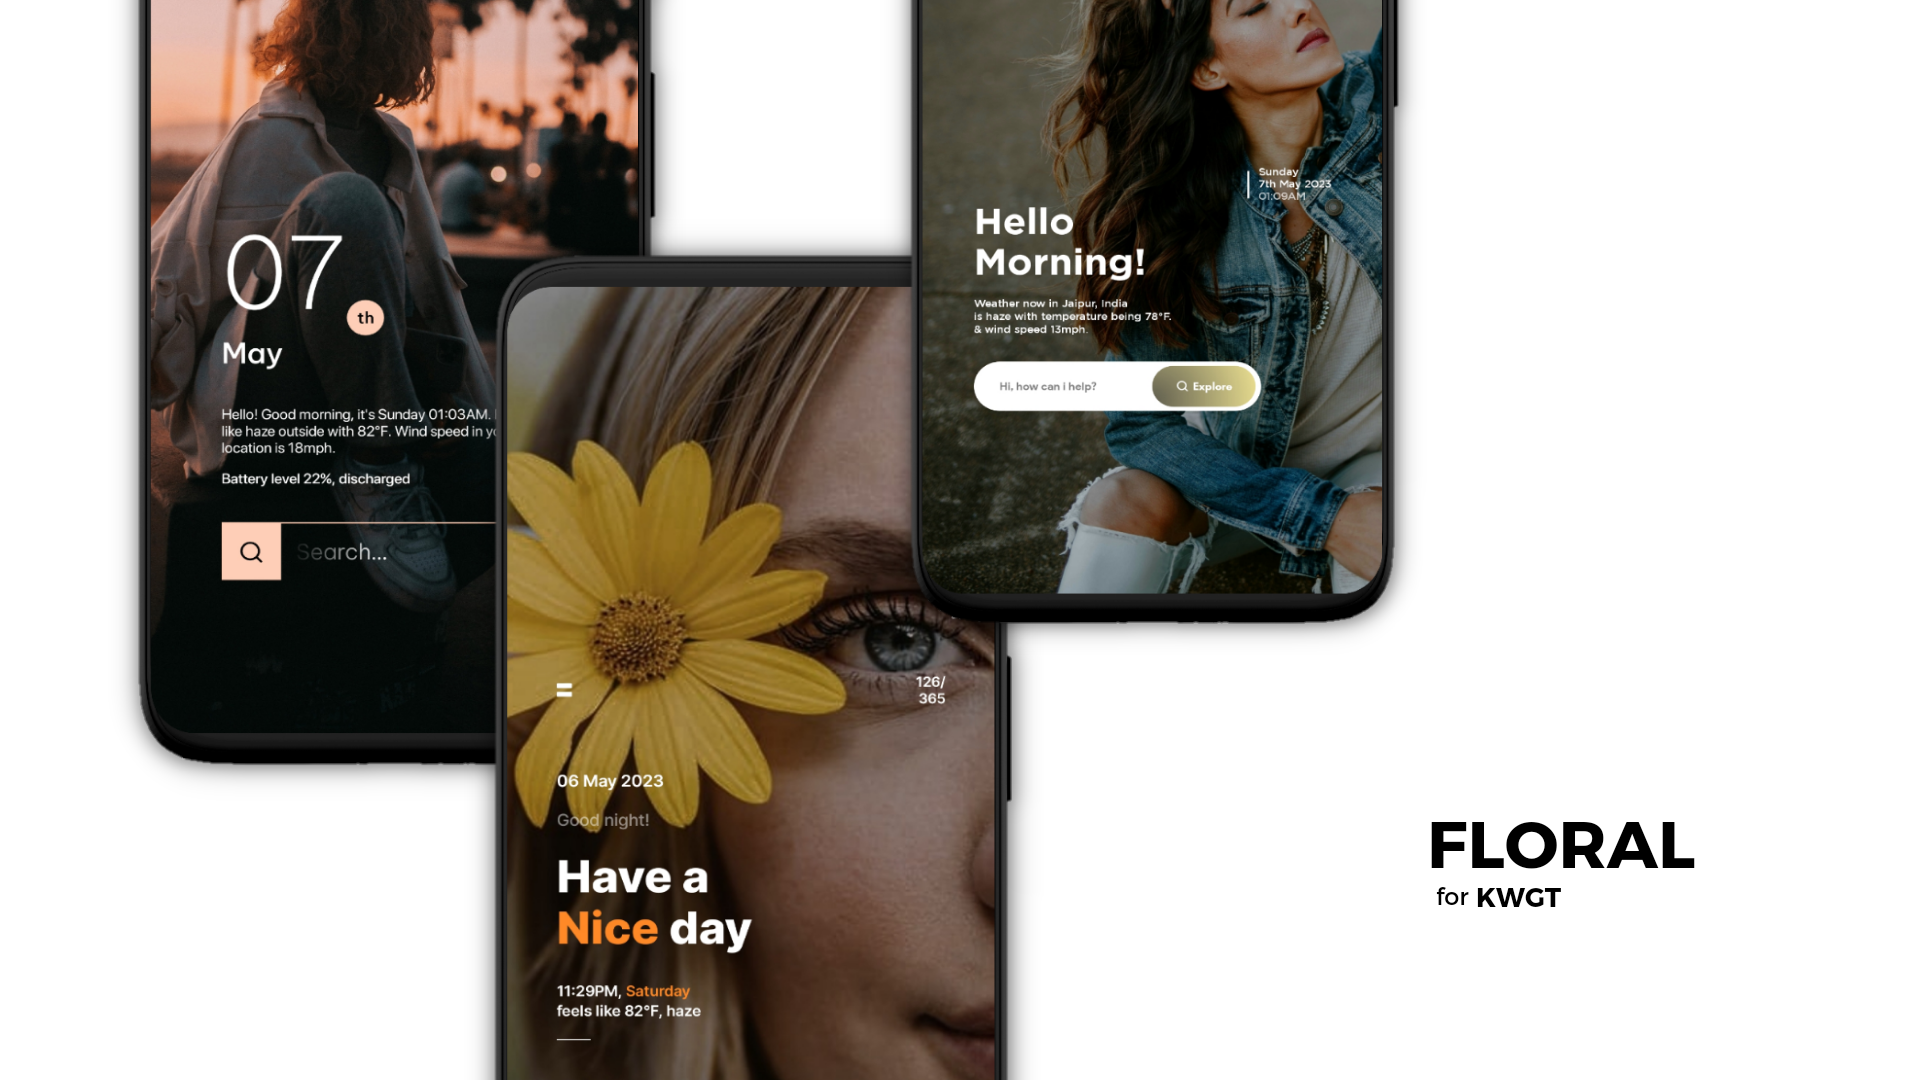 07
th
May
Hello! Good morning, it's Sunday 01:03AM.
like haze outside with 82°F. Wind speed in
location is 18mph.
Battery level 22%, discharged
Search...
126/
365
06 May 2023
Good night!
Have a
Nice day
11:29PM, Saturday
feels like 82°F, haze
Sunday
7th May 2023
01:09AM
Hello
Morning!
Weather now in Jaipur, India
is haze with temperature being 78°F.
& wind speed 13mph.
Hi, how can i help?
Explore
FLORAL
for KWGT